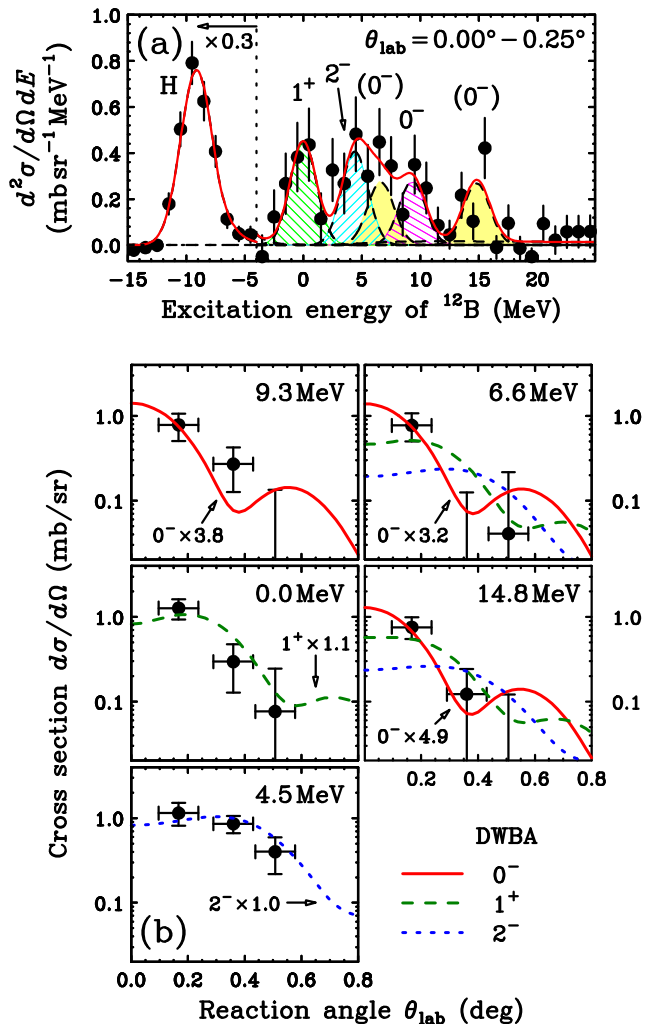 (a)
×0.3
θlab = 0.00° − 0.25°
H
1⁺
2⁻
(0⁻)
0⁻
(0⁻)
d²σ/dΩdE
(mb sr⁻¹ MeV⁻¹)
1.0
0.8
0.6
0.4
0.2
0.0
−15 −10 −5 0 5 10 15 20
Excitation energy of ¹²B (MeV)
9.3 MeV
1.0
0.1
0⁻×3.8
6.6 MeV
1.0
0.1
0⁻×3.2
0.0 MeV
1.0
0.1
1⁺×1.1
14.8 MeV
1.0
0.1
0⁻×4.9
0.2 0.4 0.6 0.8
4.5 MeV
1.0
0.1
2⁻×1.0
(b)
0.0 0.2 0.4 0.6 0.8
Cross section dσ/dΩ (mb/sr)
Reaction angle θlab (deg)
DWBA
0⁻
1⁺
2⁻